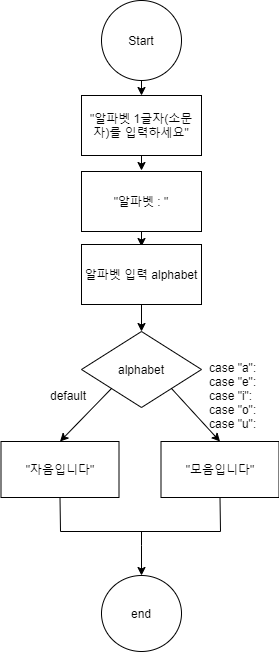 Start
"알파벳 1글자(소문
자)를 입력하세요"
"알파벳 : "
알파벳 입력 alphabet
alphabet
default
case "a":
case "e":
case "i":
case "o":
case "u":
"자음입니다"
"모음입니다"
end